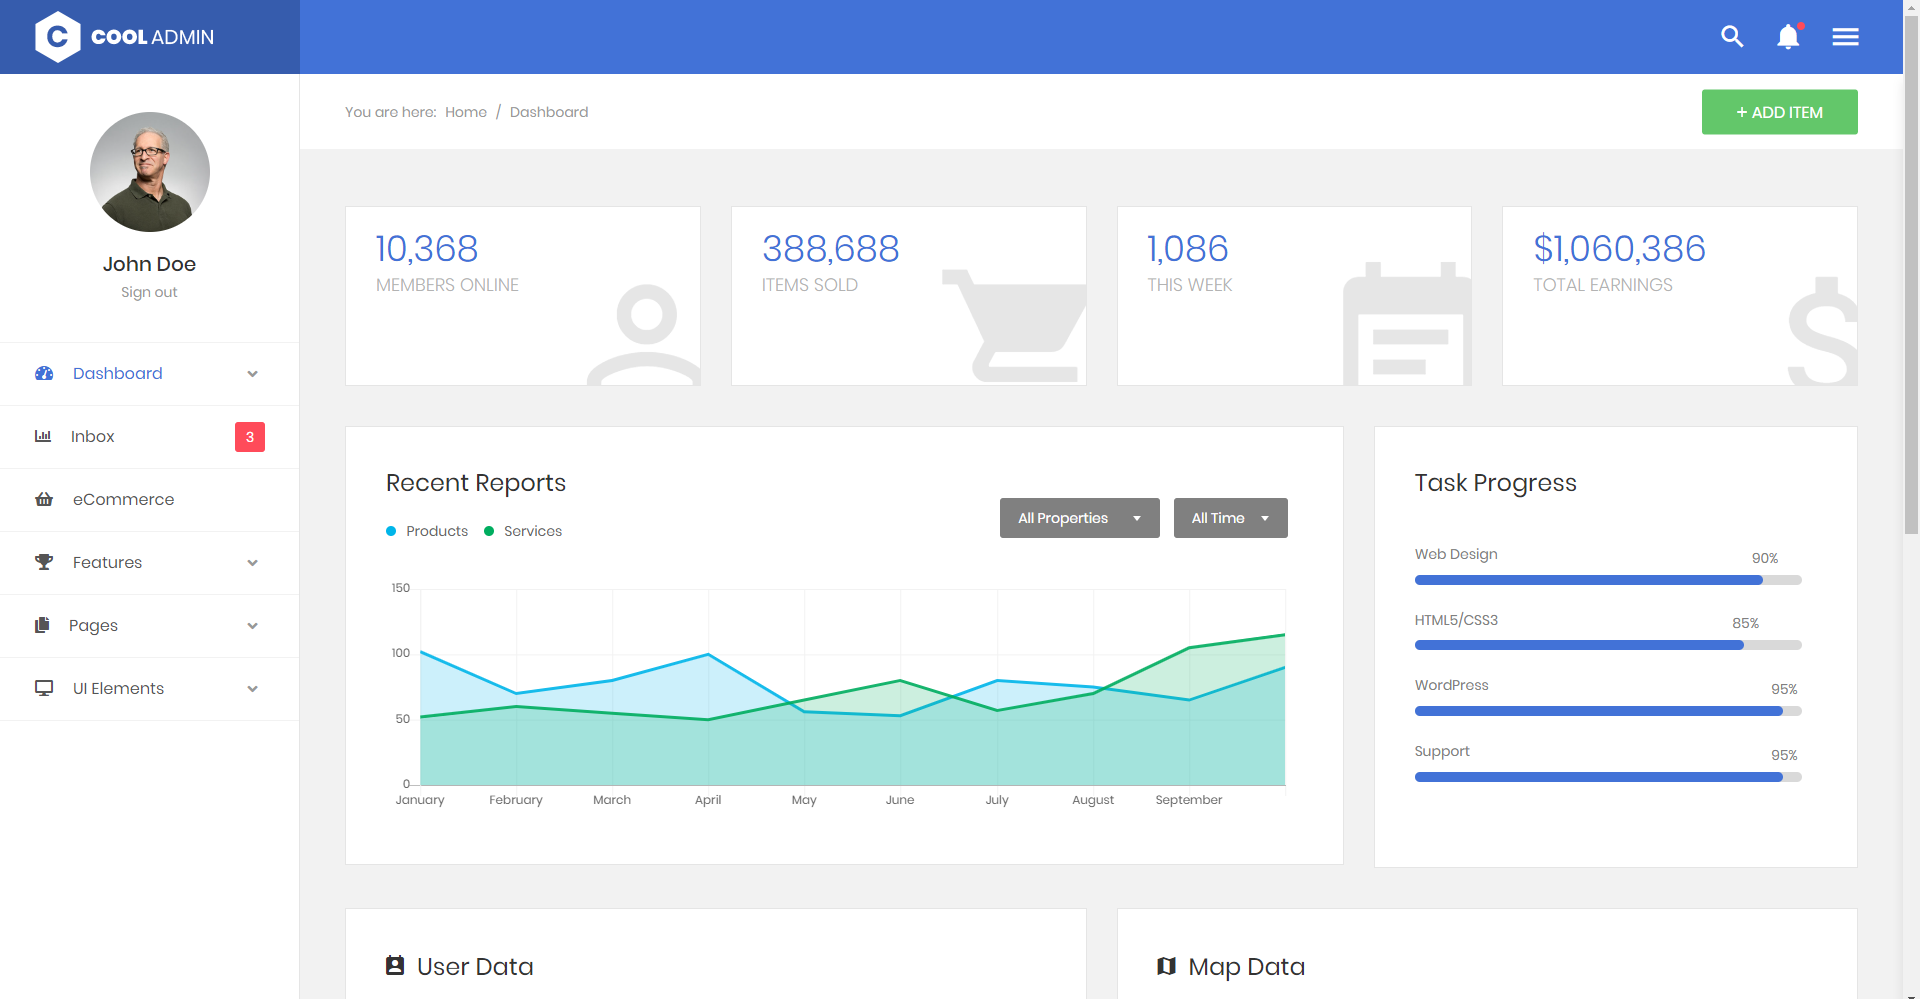 C COOL ADMIN
You are here: Home / Dashboard
+ ADD ITEM
John Doe
Sign out
Dashboard
Inbox 3
eCommerce
Features
Pages
UI Elements
10,368
MEMBERS ONLINE
388,688
ITEMS SOLD
1,086
THIS WEEK
$1,060,386
TOTAL EARNINGS
Recent Reports
Products Services
All Properties All Time
150
100
50
0
January February March April May June July August September
Task Progress
Web Design 90%
HTML5/CSS3 85%
WordPress 95%
Support 95%
User Data
Map Data